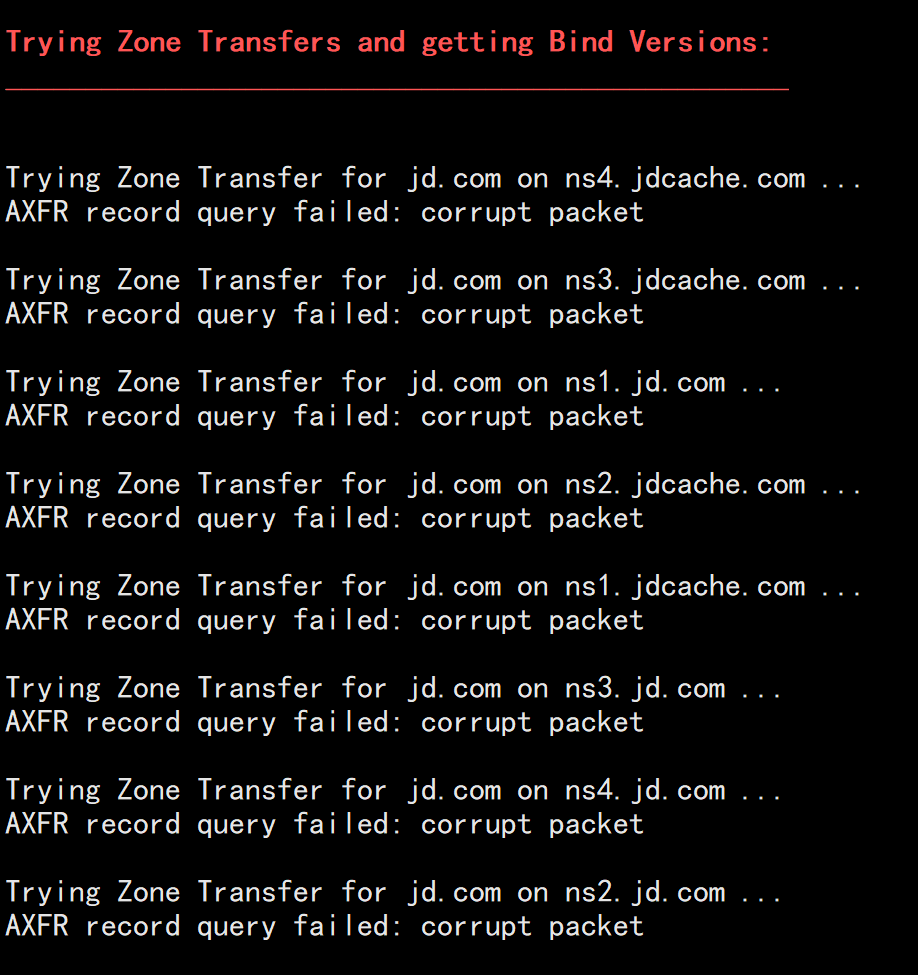 Trying Zone Transfers and getting Bind Versions:
Trying Zone Transfer for jd.com on ns4.jdcache.com ...
AXFR record query failed: corrupt packet
Trying Zone Transfer for jd.com on ns3.jdcache.com ...
AXFR record query failed: corrupt packet
Trying Zone Transfer for jd.com on ns1.jd.com ...
AXFR record query failed: corrupt packet
Trying Zone Transfer for jd.com on ns2.jdcache.com ...
AXFR record query failed: corrupt packet
Trying Zone Transfer for jd.com on ns1.jdcache.com ...
AXFR record query failed: corrupt packet
Trying Zone Transfer for jd.com on ns3.jd.com ...
AXFR record query failed: corrupt packet
Trying Zone Transfer for jd.com on ns4.jd.com ...
AXFR record query failed: corrupt packet
Trying Zone Transfer for jd.com on ns2.jd.com ...
AXFR record query failed: corrupt packet